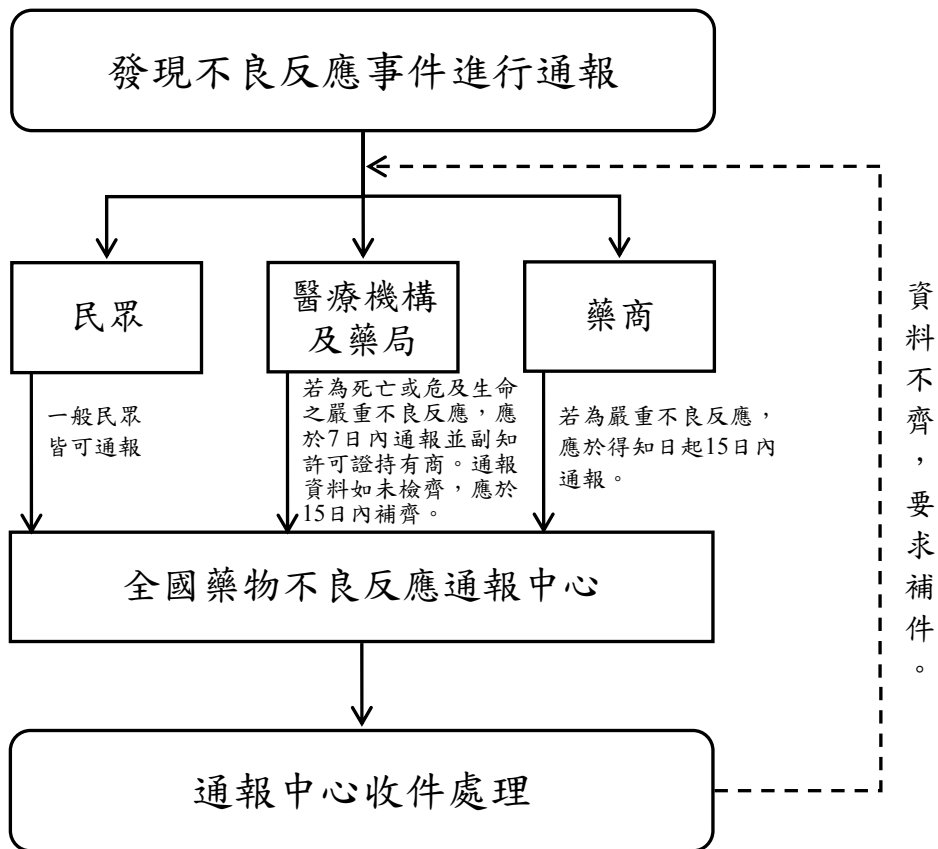 發現不良反應事件進行通報
民眾
醫療機構
及藥局
藥商
一般民眾
皆可通報
若為死亡或危及生命
之嚴重不良反應，應
於7日內通報並副知
許可證持有商。通報
資料如未檢齊，應於
15日內補齊。
若為嚴重不良反應，
應於得知日起15日內
通報。
資料不齊，要求補件。
全國藥物不良反應通報中心
通報中心收件處理